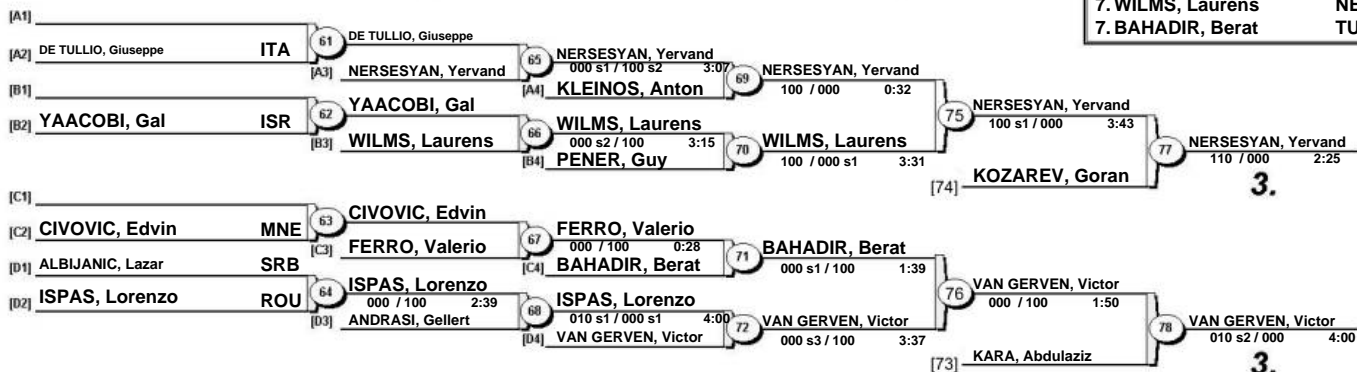 7. WILMS, Laurens NE
7. BAHADIR, Berat TU
[A1]
[A2] DE TULLIO, Giuseppe ITA
61 DE TULLIO, Giuseppe
[A3] NERSESYAN, Yervand
65 NERSESYAN, Yervand
000 s1 / 100 s2 3:07
[A4] KLEINOS, Anton
69 NERSESYAN, Yervand
100 / 000 0:32
[B1]
[B2] YAACOBI, Gal ISR
62 YAACOBI, Gal
[B3] WILMS, Laurens
66 WILMS, Laurens
000 s2 / 100 3:15
[B4] PENER, Guy
70 WILMS, Laurens
100 / 000 s1 3:31
75 NERSESYAN, Yervand
100 s1 / 000 3:43
[74] KOZAREV, Goran
77 NERSESYAN, Yervand
110 / 000 2:25
3.
[C1]
[C2] CIVOVIC, Edvin MNE
63 CIVOVIC, Edvin
[C3] FERRO, Valerio
67 FERRO, Valerio
000 / 100 0:28
[C4] BAHADIR, Berat
71 BAHADIR, Berat
000 s1 / 100 1:39
[D1] ALBIJANIC, Lazar SRB
[D2] ISPAS, Lorenzo ROU
64 ISPAS, Lorenzo
000 / 100 2:39
[D3] ANDRASI, Gellert
68 ISPAS, Lorenzo
010 s1 / 000 s1 4:00
[D4] VAN GERVEN, Victor
72 VAN GERVEN, Victor
000 s3 / 100 3:37
76 VAN GERVEN, Victor
000 / 100 1:50
[73] KARA, Abdulaziz
78 VAN GERVEN, Victor
010 s2 / 000 4:00
3.